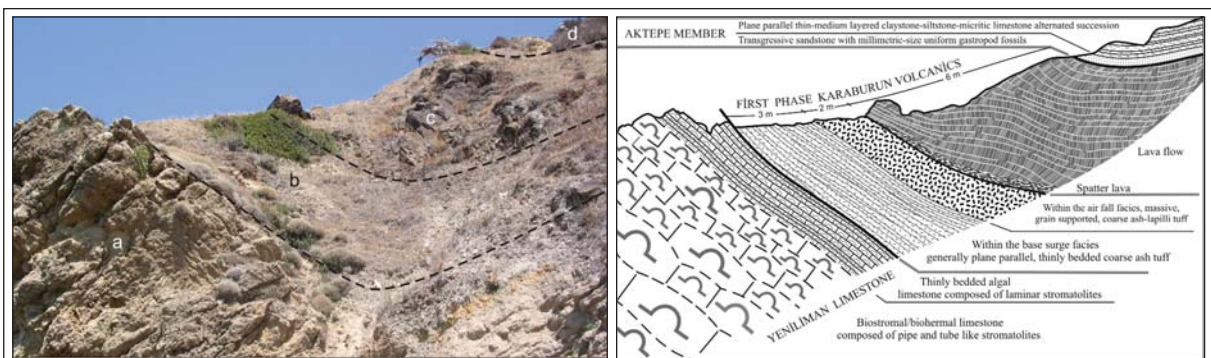 a
b
c
d
AKTEPE MEMBER
Plane parallel thin-medium layered claystone-siltstone-micritic limestone alternated succession
Transgressive sandstone with millimetric-size uniform gastropod fossils
FİRST PHASE KARABURUN VOLCANICS
3 m
2 m
6 m
Lava flow
Spatter lava
Within the air fall facies, massive,
grain supported, coarse ash-lapilli tuff
Within the base surge facies
generally plane parallel, thinly bedded coarse ash tuff
Thinly bedded algal
limestone composed of laminar stromatolites
YENİLİMAN LIMESTONE
Biostromal/biohermal limestone
composed of pipe and tube like stromatolites